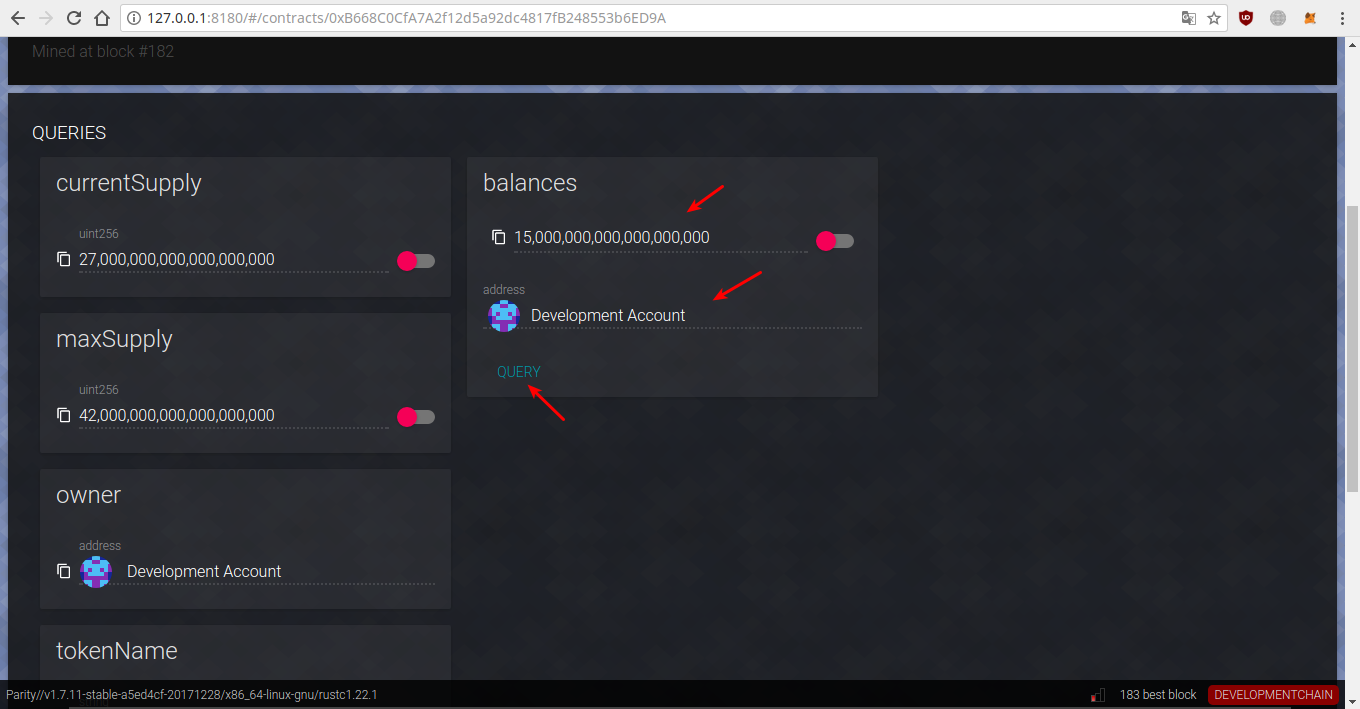 127.0.0.1:8180/#/contracts/0xB668C0CfA7A2f12d5a92dc4817fB248553b6ED9A
Mined at block #182
QUERIES
currentSupply
uint256
27,000,000,000,000,000,000
maxSupply
uint256
42,000,000,000,000,000,000
owner
address
Development Account
tokenName
balances
15,000,000,000,000,000,000
address
Development Account
QUERY
Parity//v1.7.11-stable-a5ed4cf-20171228/x86_64-linux-gnu/rustc1.22.1
183 best block
DEVELOPMENTCHAIN